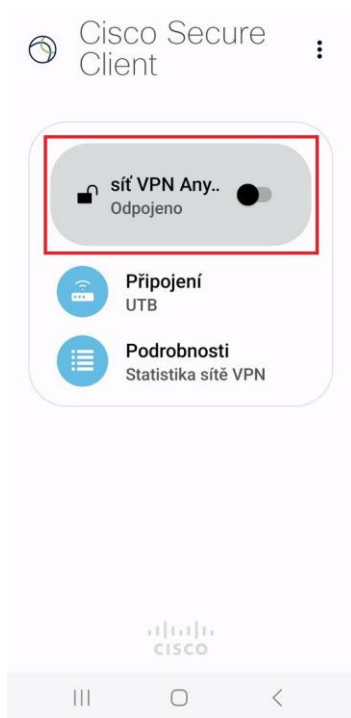 Cisco Secure
Client
síť VPN Any..
Odpojeno
Připojení
UTB
Podrobnosti
Statistika sítě VPN
CISCO